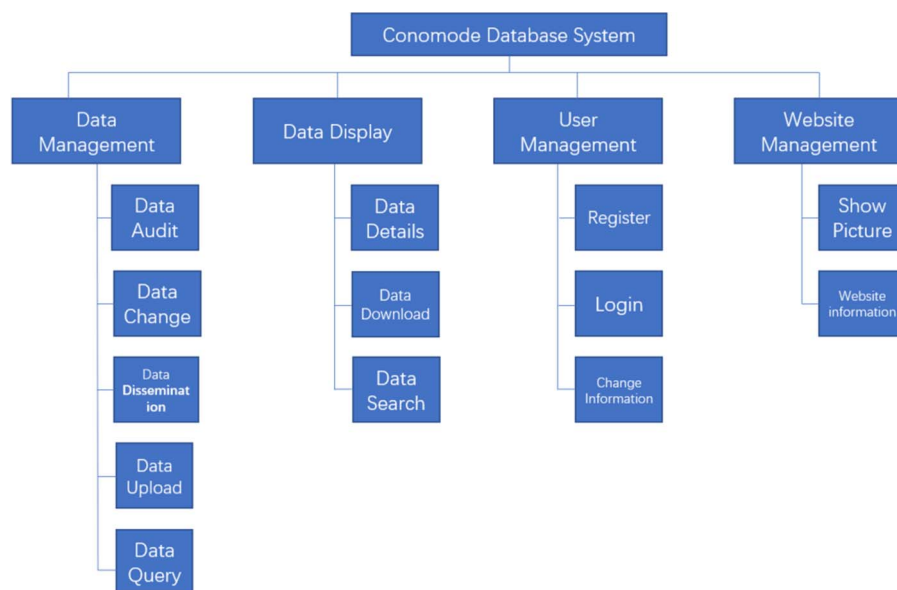 Conomode Database System
Data
Management
Data Display
User
Management
Website
Management
Data
Audit
Data
Change
Data
Disseminat
ion
Data
Upload
Data
Query
Data
Details
Data
Download
Data
Search
Register
Login
Change
Information
Show
Picture
Website
information